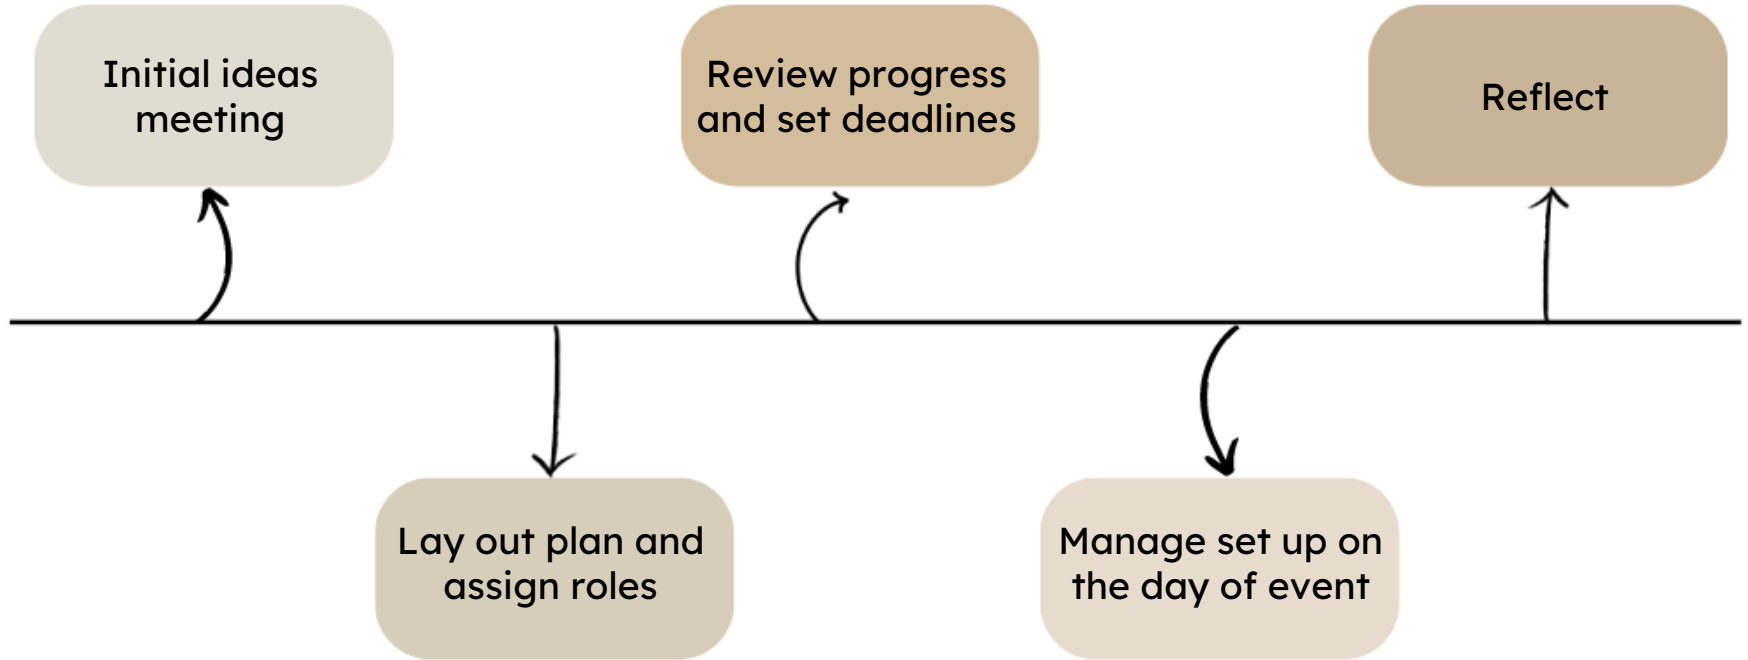 Initial ideas
meeting
Lay out plan and
assign roles
Review progress
and set deadlines
Manage set up on
the day of event
Reflect